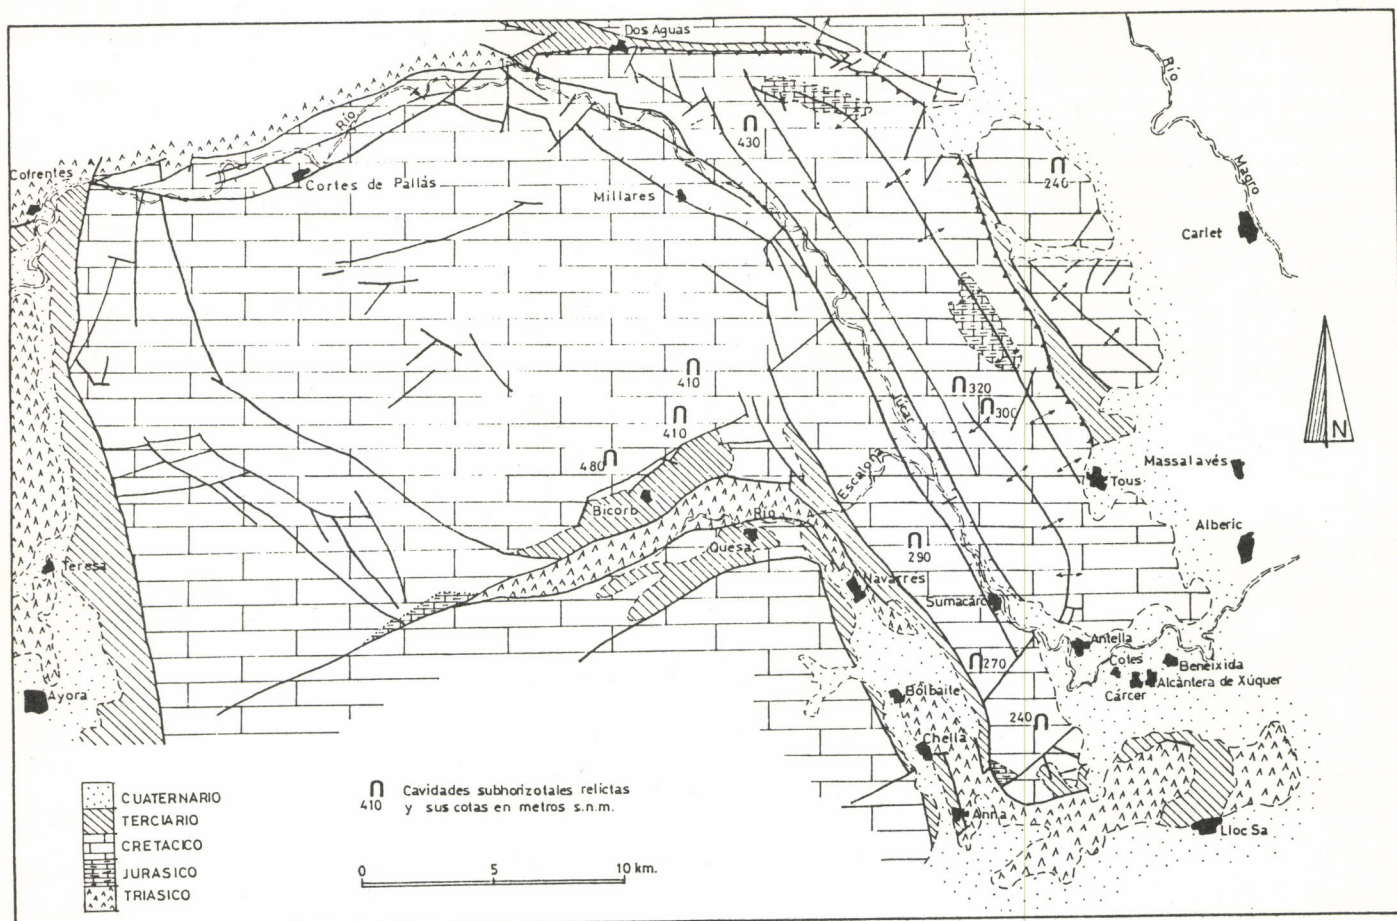 Dos Aguas
Río
Magro
430
240
Cofrentes
Río
Cortes de Pallás
Millares
Carlet
410
320
300
410
480
Júcar
Escalona
Massalavés
Tous
Bicorb
Río
Alberic
Quesa
290
Teresa
Navarres
Sumacárc
Antella
270
Cotes
Beneixida
Alcàntera de Xúquer
Cárcer
Ayora
Bolbaite
240
Chella
Anna
Lloc Sa
N
CUATERNARIO
TERCIARIO
CRETACICO
JURASICO
TRIASICO
410
Cavidades subhorizotales relictas
y sus cotas en metros s.n.m.
0 5 10 km.